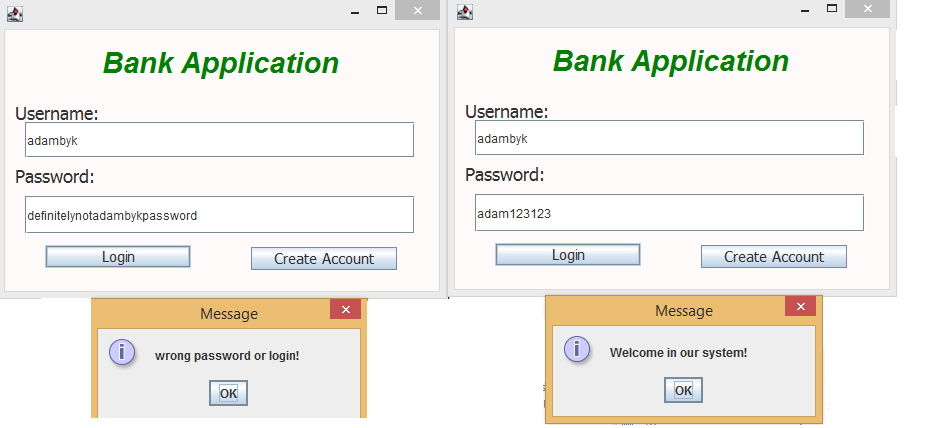 Bank Application
Username:
adambyk
Password:
definitelynotadambykpassword
Login
Create Account
Message
wrong password or login!
OK
Bank Application
Username:
adambyk
Password:
adam123123
Login
Create Account
Message
Welcome in our system!
OK